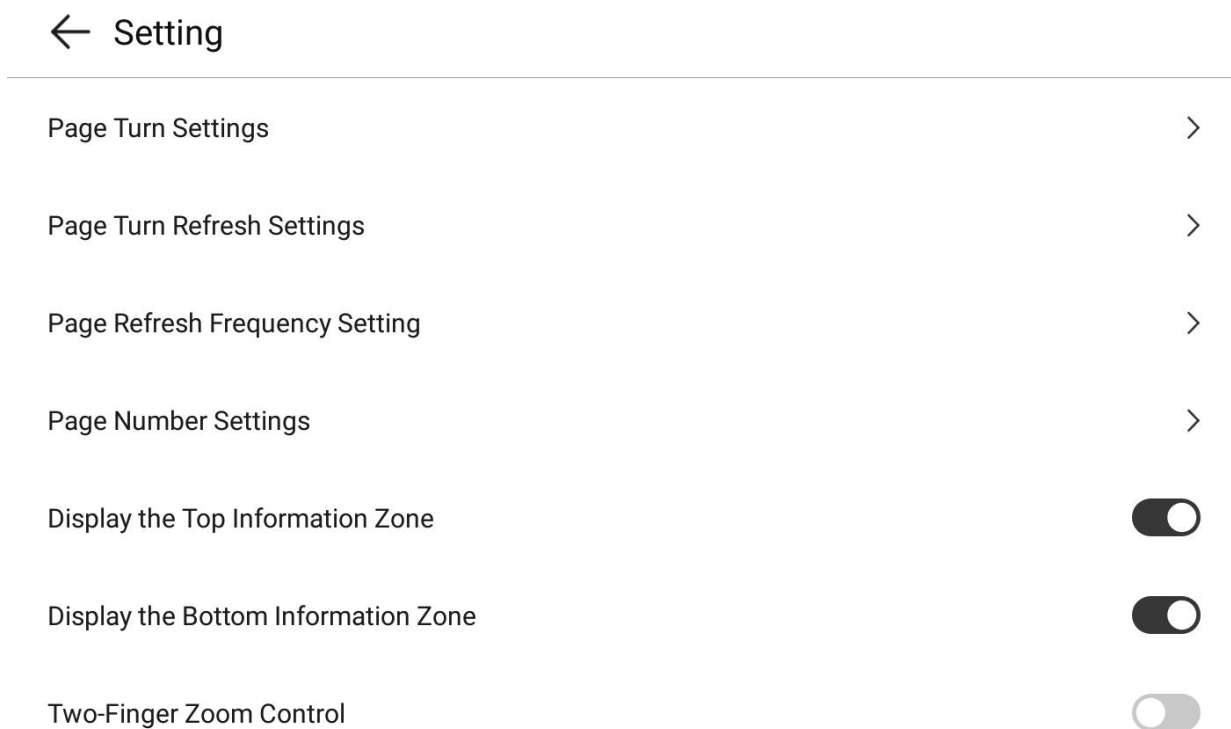 Setting
Page Turn Settings
Page Turn Refresh Settings
Page Refresh Frequency Setting
Page Number Settings
Display the Top Information Zone
Display the Bottom Information Zone
Two-Finger Zoom Control